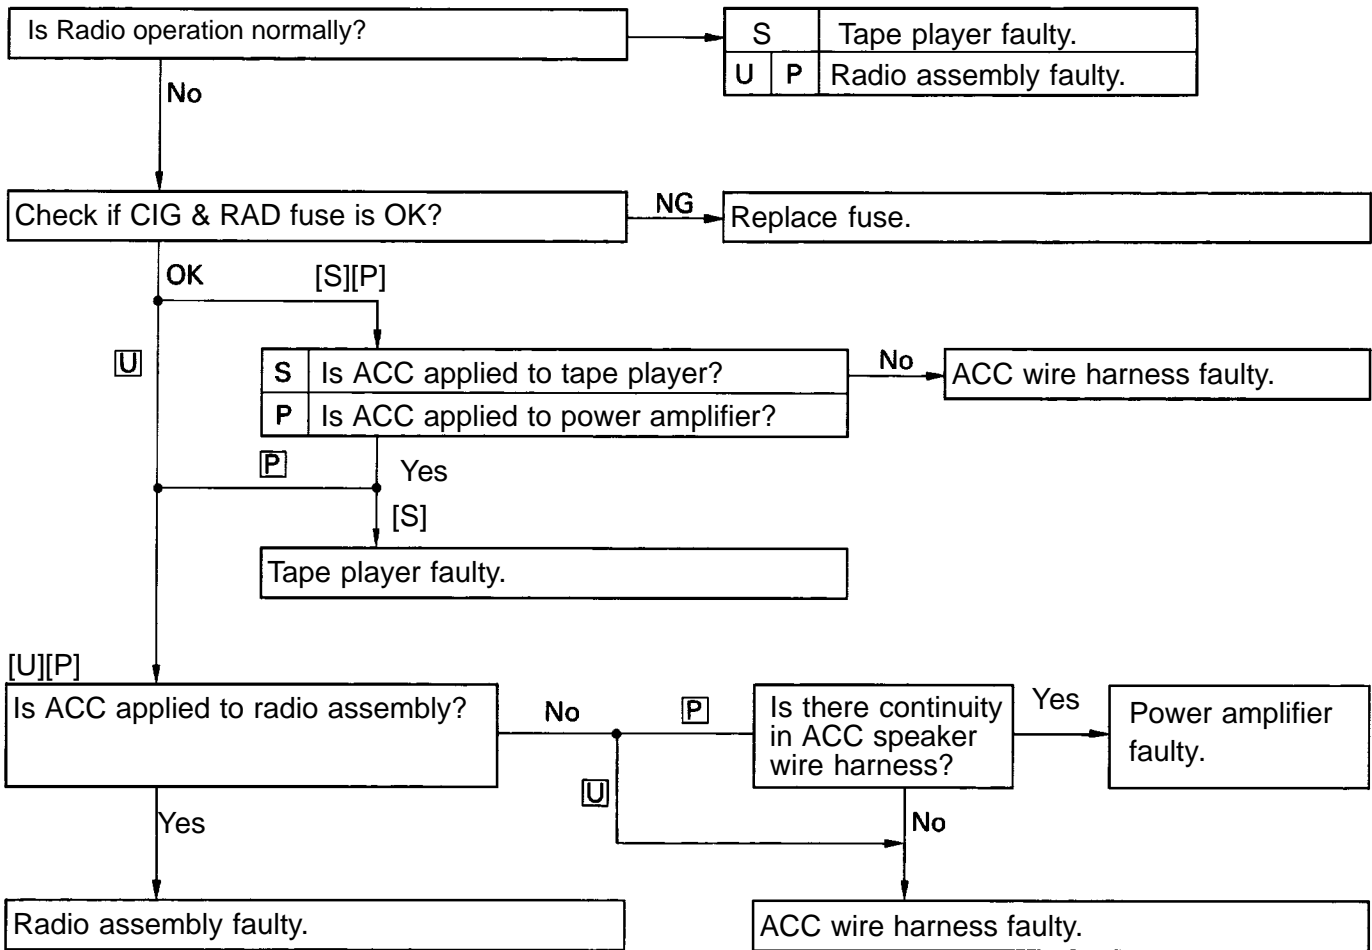 Is Radio operation normally?
S Tape player faulty.
U P Radio assembly faulty.
No
Check if CIG & RAD fuse is OK?
NG
Replace fuse.
OK
[S][P]
U
S Is ACC applied to tape player?
P Is ACC applied to power amplifier?
No
ACC wire harness faulty.
P
Yes
[S]
Tape player faulty.
[U][P]
Is ACC applied to radio assembly?
No
P
Is there continuity
in ACC speaker
wire harness?
Yes
Power amplifier
faulty.
U
Yes
No
Radio assembly faulty.
ACC wire harness faulty.